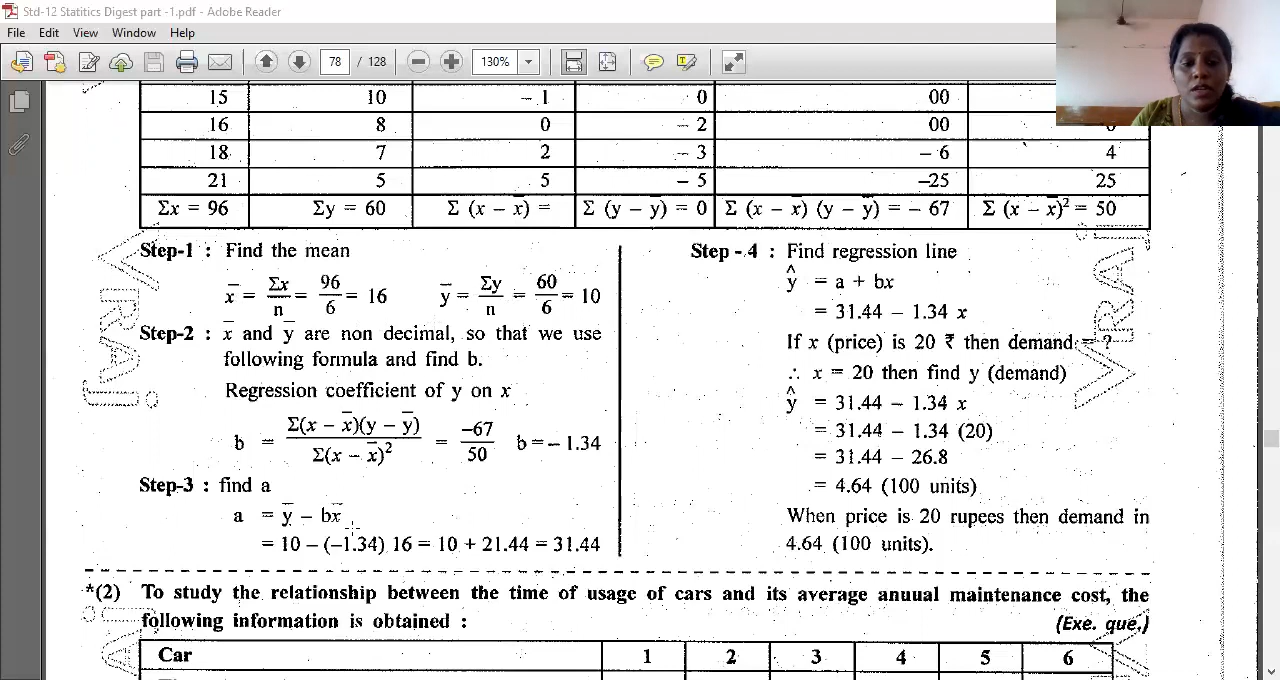 Std-12 Statitics Digest part -1.pdf - Adobe Reader
File Edit View Window Help
78 / 128 130%
15 10 – 1 0 00
16 8 0 – 2 00
18 7 2 – 3 – 6 4
21 5 5 – 5 –25 25
Σx = 96 Σy = 60 Σ (x – x̄) = Σ (y – ȳ) = 0 Σ (x – x) (y – ȳ) = – 67 Σ (x – x̄)² = 50
Step-1 : Find the mean
x̄ = Σx/n = 96/6 = 16 ȳ = Σy/n = 60/6 = 10
Step-2 : x̄ and ȳ are non decimal, so that we use
following formula and find b.
Regression coefficient of y on x
b = Σ(x – x̄)(y – ȳ) / Σ(x – x̄)² = –67/50 b = – 1.34
Step-3 : find a
a = ȳ – bx̄
= 10 – (–1.34) 16 = 10 + 21.44 = 31.44
Step - 4 : Find regression line
ŷ = a + bx
= 31.44 – 1.34 x
If x (price) is 20 ₹ then demand = ?
∴ x = 20 then find y (demand)
ŷ = 31.44 – 1.34 x
= 31.44 – 1.34 (20)
= 31.44 – 26.8
= 4.64 (100 units)
When price is 20 rupees then demand in
4.64 (100 units).
*(2) To study the relationship between the time of usage of cars and its average anuual maintenance cost, the
following information is obtained : (Exe. que.)
Car 1 2 3 4 5 6